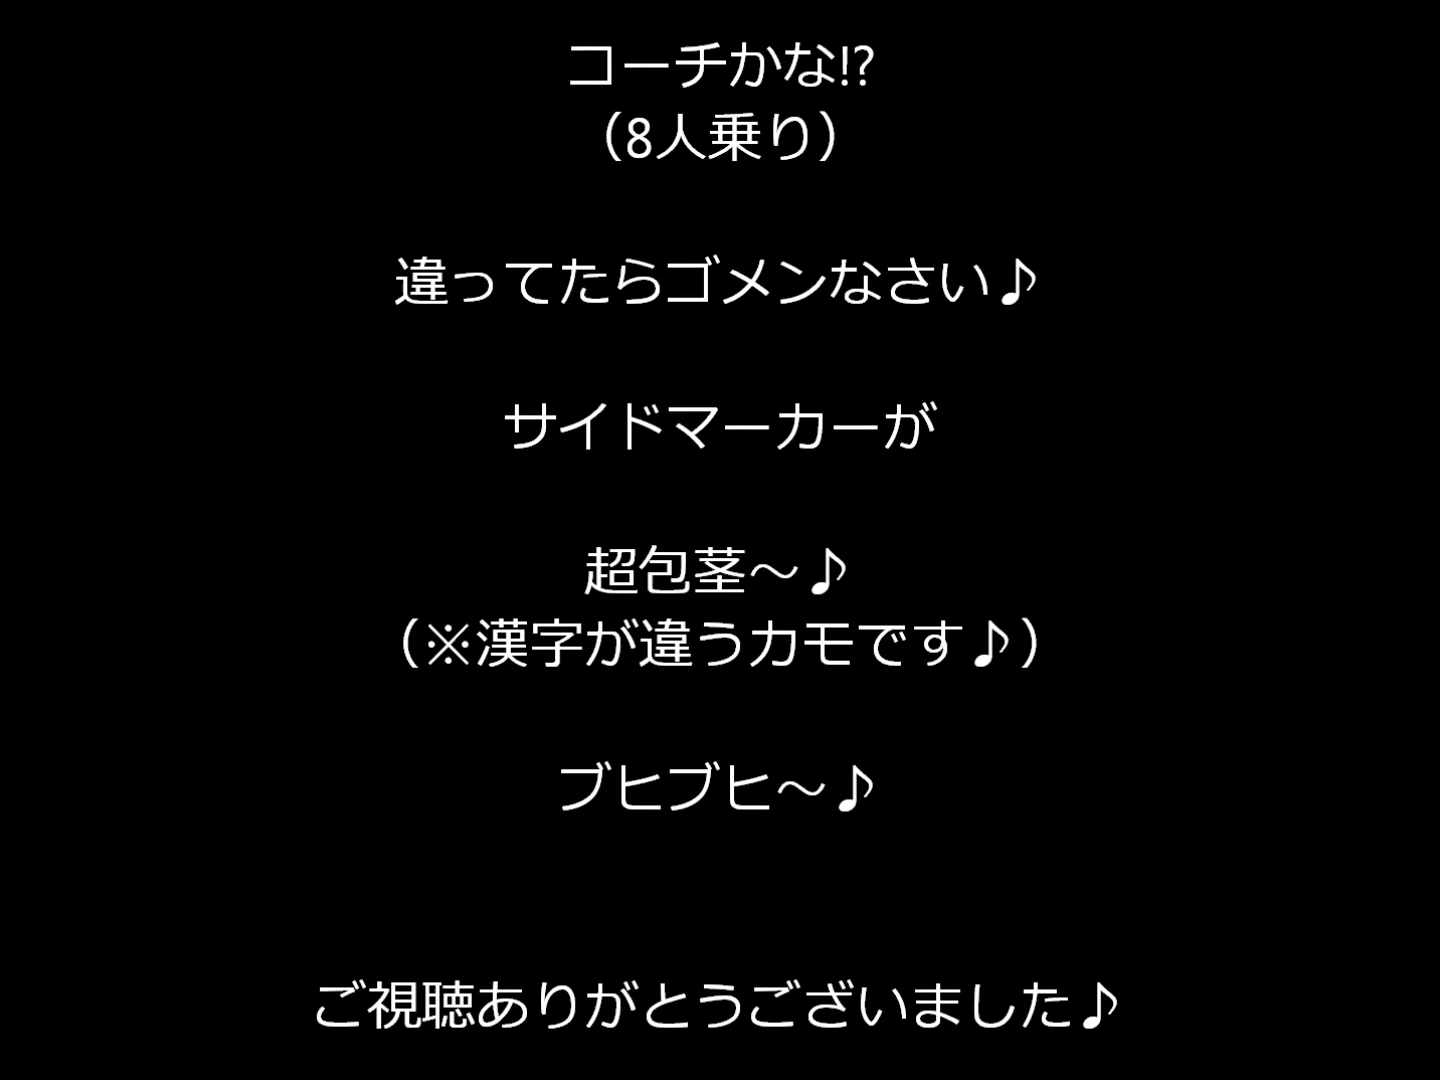 コーチかな!?
（8人乗り）
違ってたらゴメンなさい♪
サイドマーカーが
超包茎～♪
（※漢字が違うカモです♪）
ブヒブヒ～♪
ご視聴ありがとうございました♪